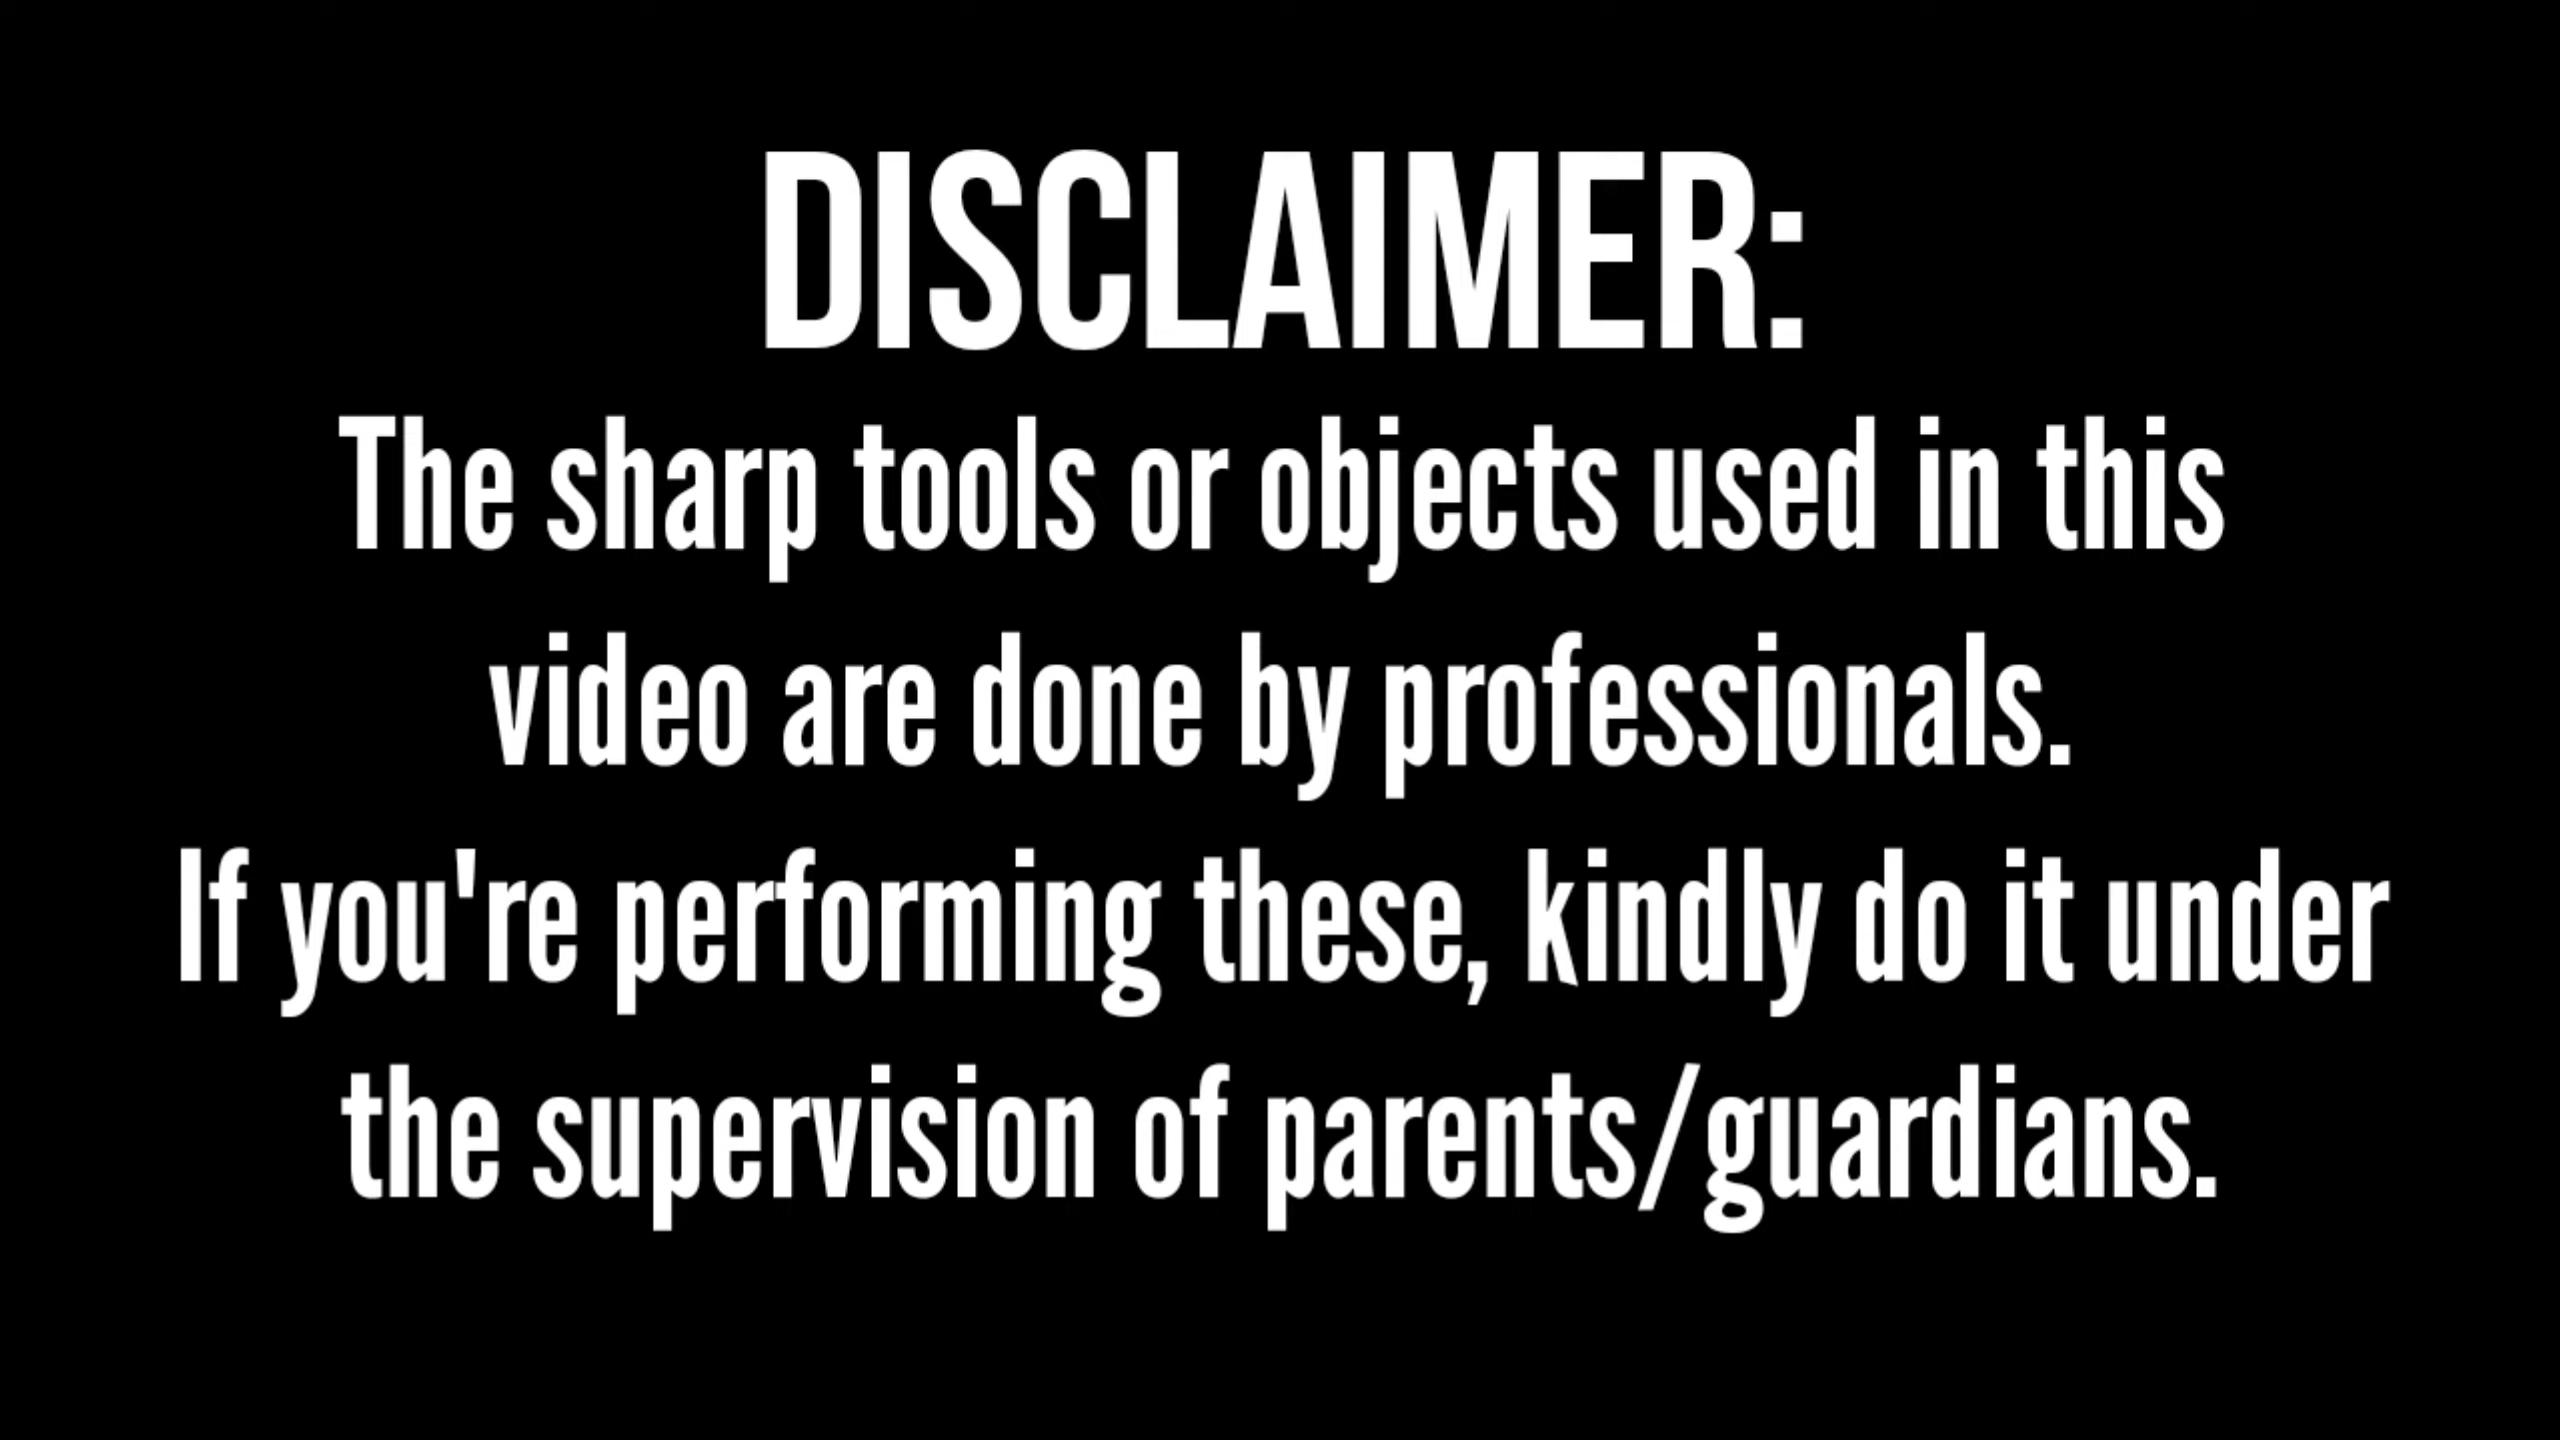 DISCLAIMER:
The sharp tools or objects used in this
video are done by professionals.
If you're performing these, kindly do it under
the supervision of parents/guardians.